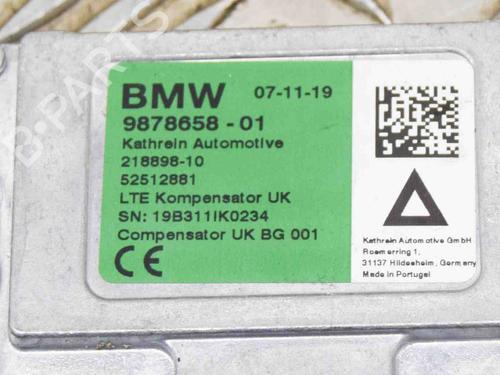 BMW 07-11-19
9878658 - 01
Kathrein Automotive
218898-10
52512881
LTE Kompensator UK
SN: 19B311IK0234
Compensator UK BG 001
CE
Kathrein Automotive GmbH
Roemerring 1,
31137 Hildesheim, Germany
Made in Portugal
B-PARTS